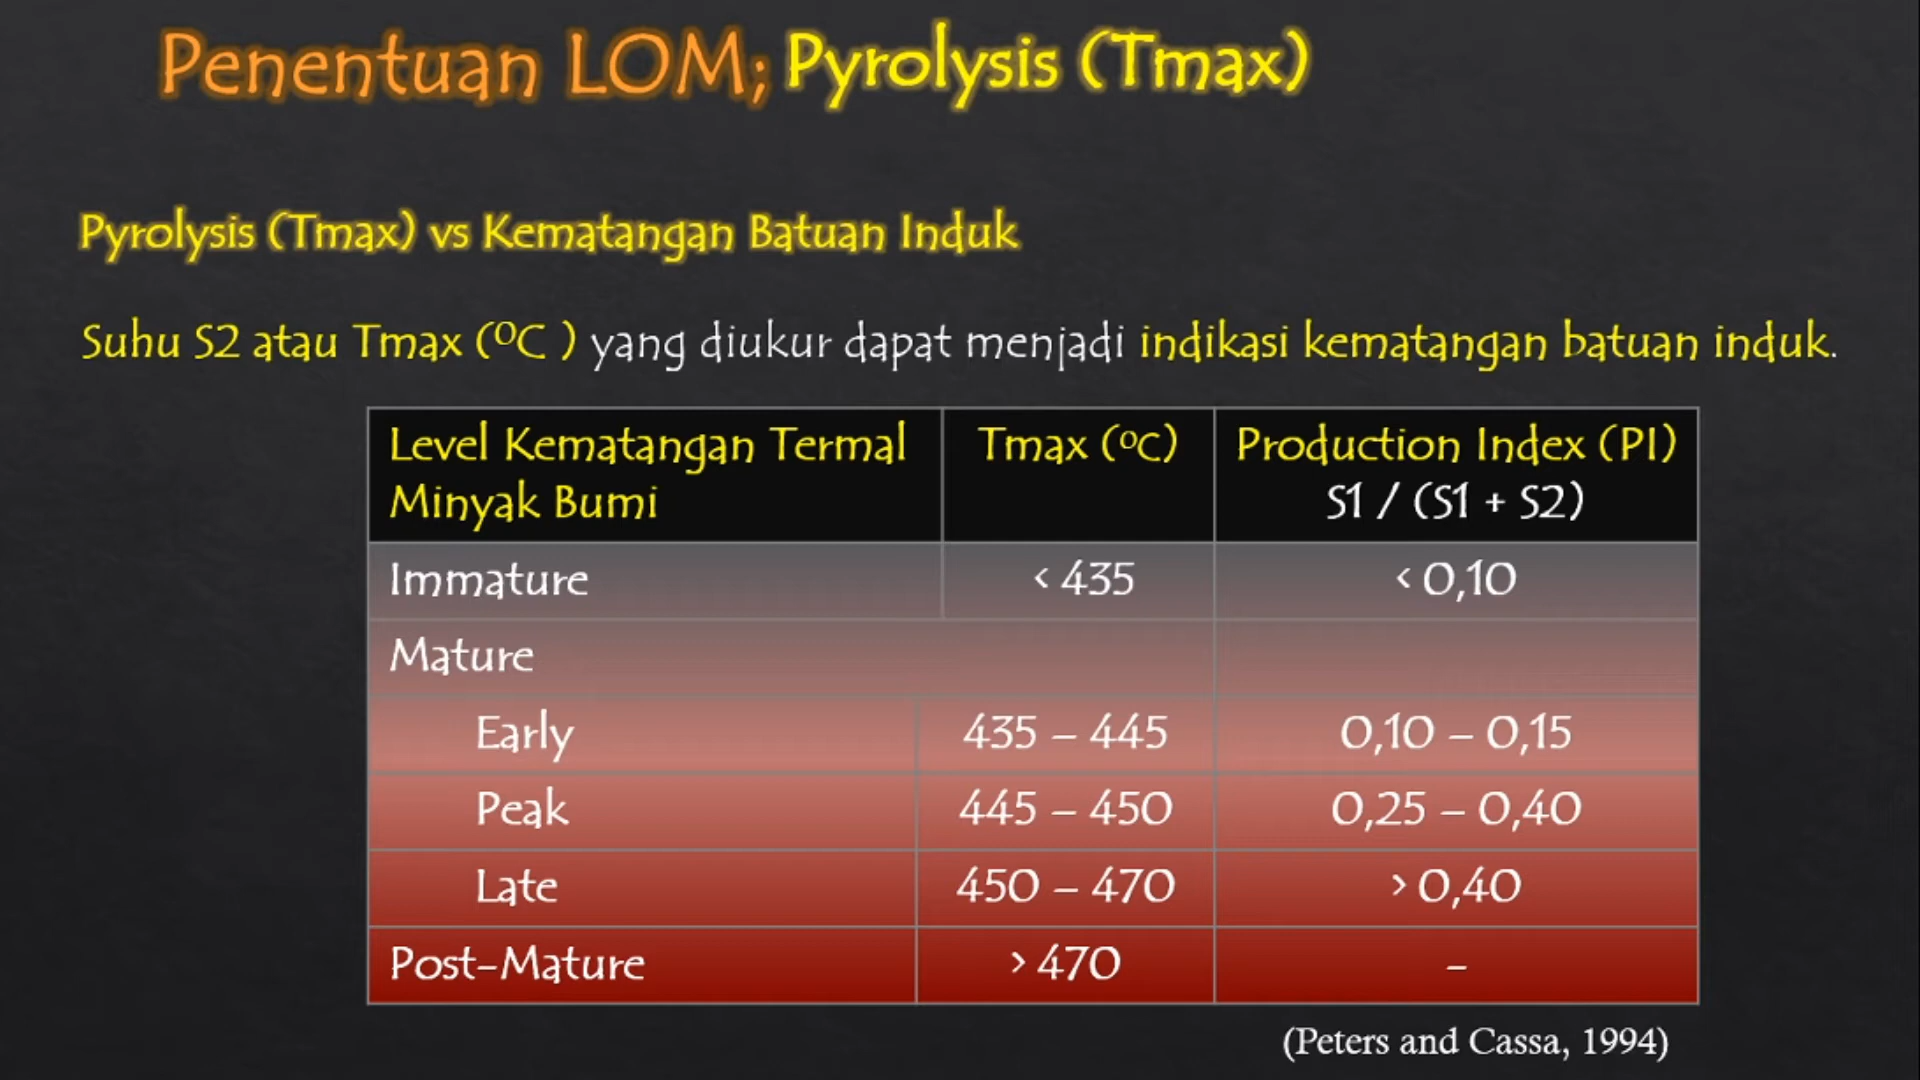 Penentuan LOM; Pyrolysis (Tmax)
Pyrolysis (Tmax) vs Kematangan Batuan Induk
Suhu S2 atau Tmax (⁰C ) yang diukur dapat menjadi indikasi kematangan batuan induk.
Level Kematangan Termal Minyak Bumi
Tmax (⁰C)
Production Index (PI)
S1 / (S1 + S2)
Immature < 435 < 0,10
Mature
Early 435 – 445 0,10 – 0,15
Peak 445 – 450 0,25 – 0,40
Late 450 – 470 > 0,40
Post-Mature > 470 -
(Peters and Cassa, 1994)